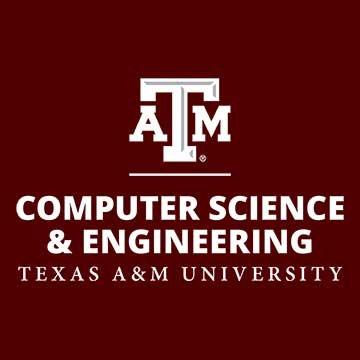 ATM®
COMPUTER SCIENCE
& ENGINEERING
TEXAS A&M UNIVERSITY